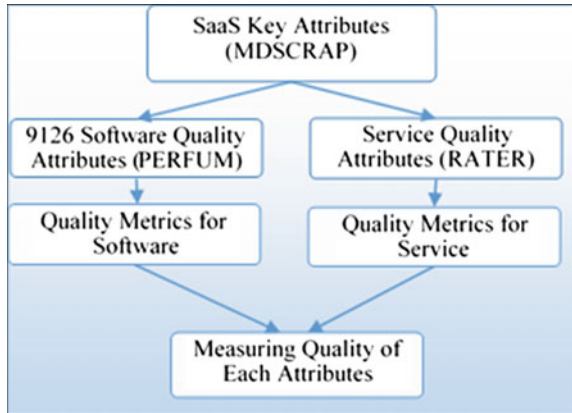 SaaS Key Attributes
(MDSCRAP)
9126 Software Quality
Attributes (PERFUM)
Service Quality
Attributes (RATER)
Quality Metrics for
Software
Quality Metrics for
Service
Measuring Quality of
Each Attributes